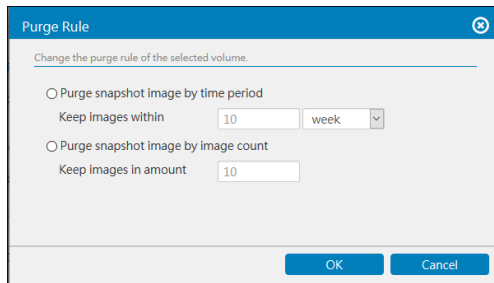 Purge Rule
Change the purge rule of the selected volume.
Purge snapshot image by time period
Keep images within 10 week
Purge snapshot image by image count
Keep images in amount 10
OK Cancel